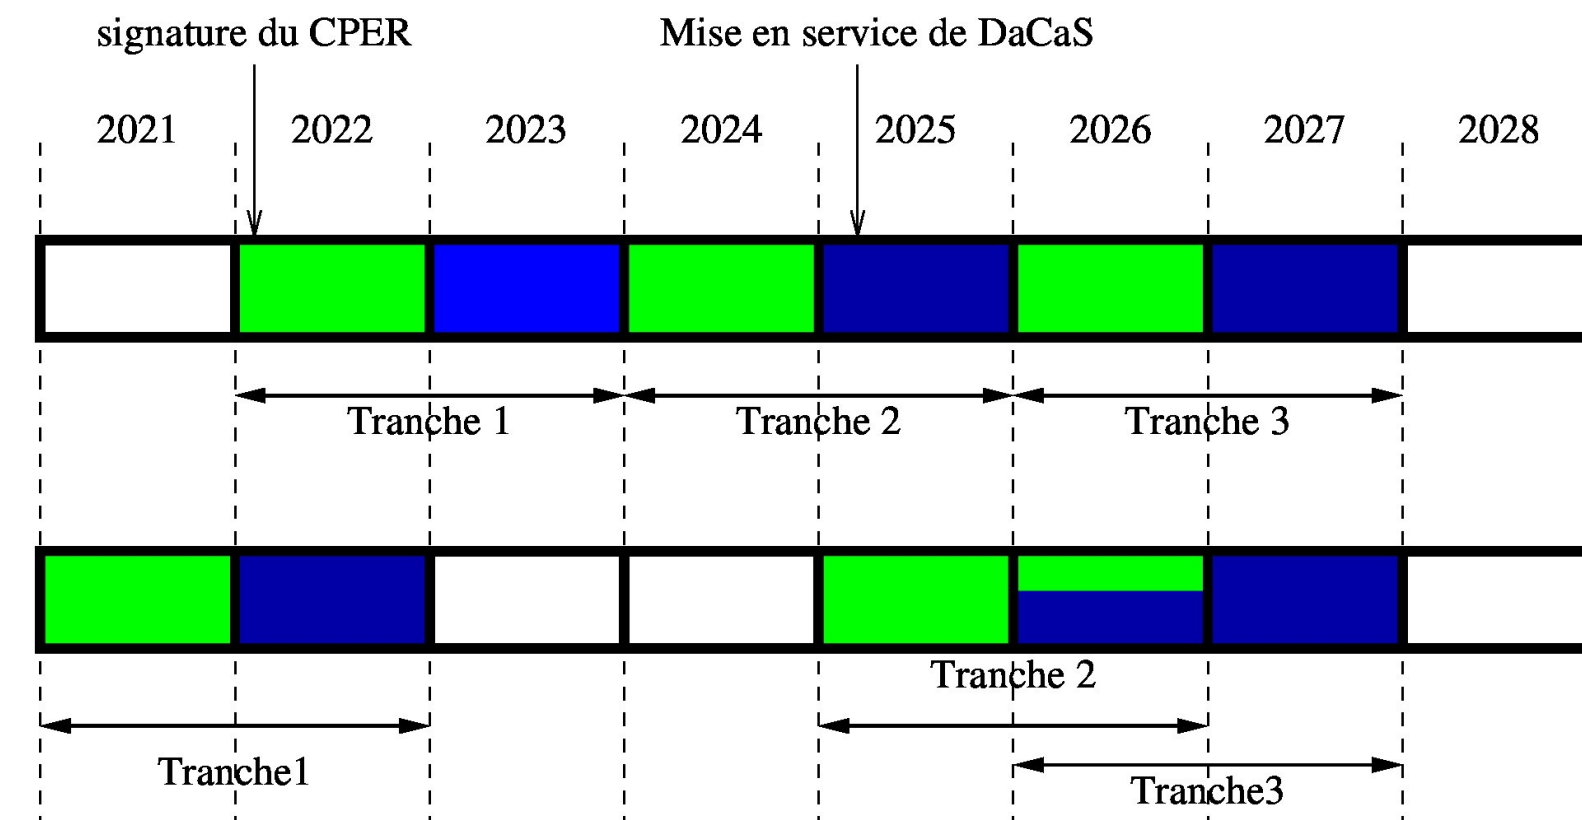 signature du CPER
Mise en service de DaCaS
2021 2022 2023 2024 2025 2026 2027 2028
Tranche 1 Tranche 2 Tranche 3
Tranche 2
Tranche1
Tranche3